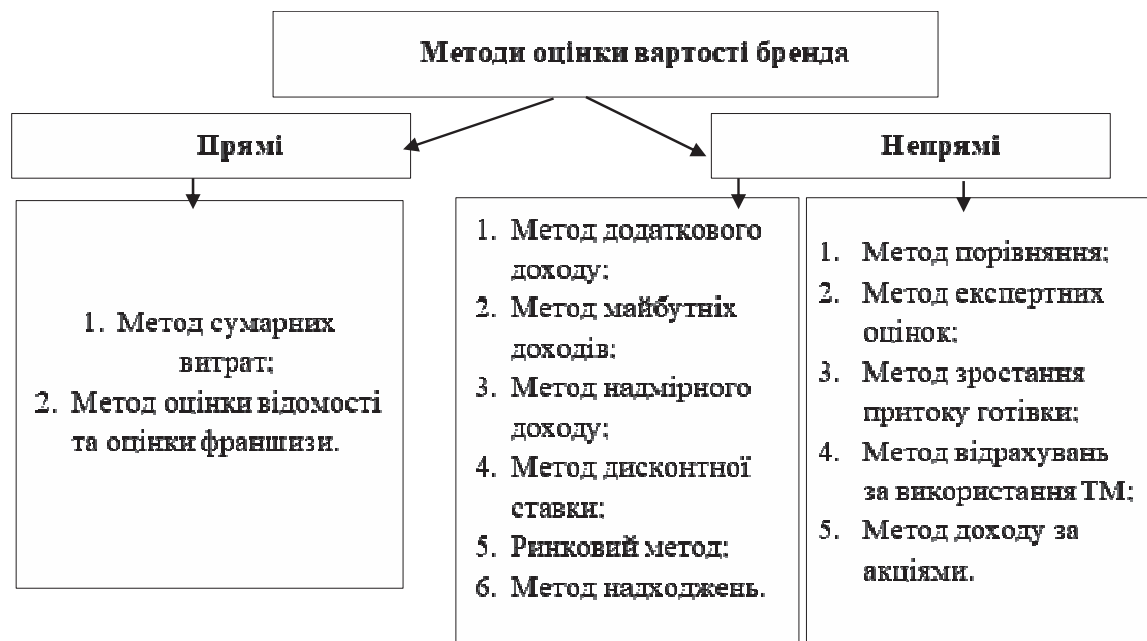 Методи оцінки вартості бренда
Прямі
Непрямі
1. Метод сумарних
витрат;
2. Метод оцінки відомості
та оцінки франшизи.
1. Метод додаткового
доходу;
2. Метод майбутніх
доходів;
3. Метод надмірного
доходу;
4. Метод дисконтної
ставки;
5. Ринковий метод;
6. Метод надходжень.
1. Метод порівняння;
2. Метод експертних
оцінок;
3. Метод зростання
притоку готівки;
4. Метод відрахувань
за використання ТМ;
5. Метод доходу за
акціями.